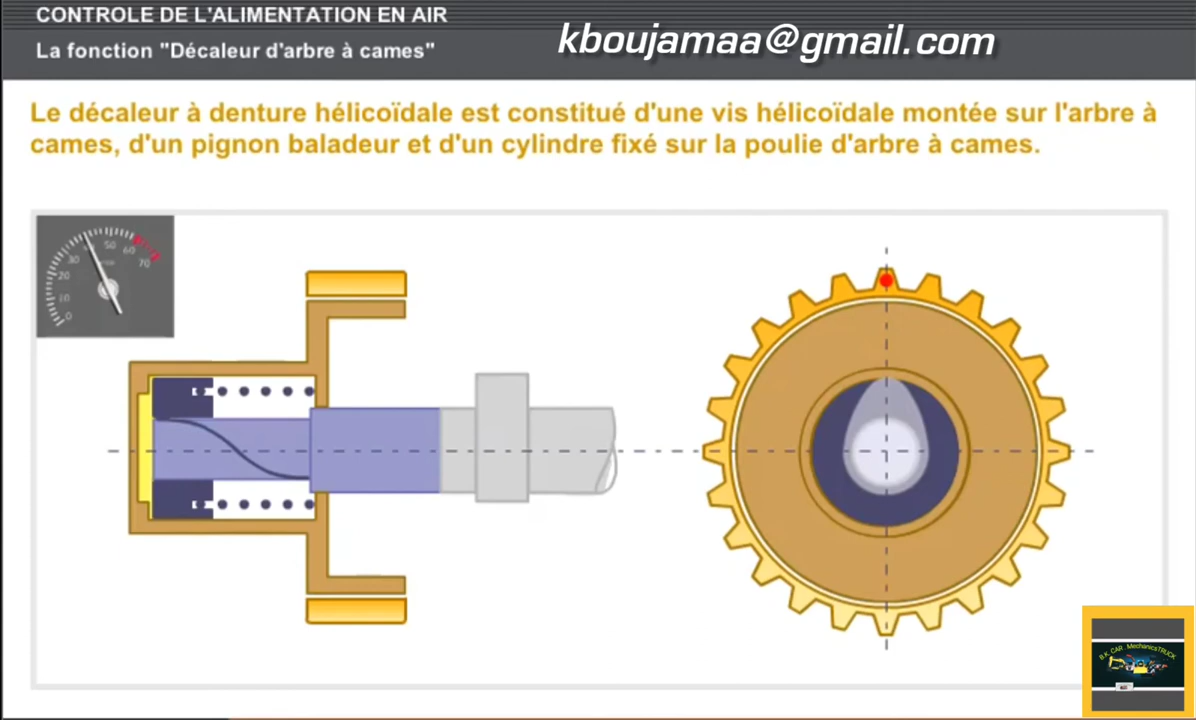 CONTROLE DE L'ALIMENTATION EN AIR
La fonction "Décaleur d'arbre à cames"
kboujamaa@gmail.com
Le décaleur à denture hélicoïdale est constitué d'une vis hélicoïdale montée sur l'arbre à
cames, d'un pignon baladeur et d'un cylindre fixé sur la poulie d'arbre à cames.
0
10
20
30
50
60
70
B.K. CAR . MechanicsTRUCK